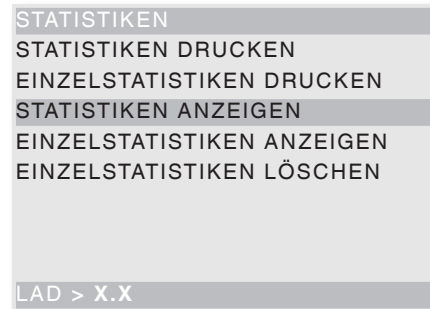 STATISTIKEN
STATISTIKEN DRUCKEN
EINZELSTATISTIKEN DRUCKEN
STATISTIKEN ANZEIGEN
EINZELSTATISTIKEN ANZEIGEN
EINZELSTATISTIKEN LÖSCHEN
LAD > X.X